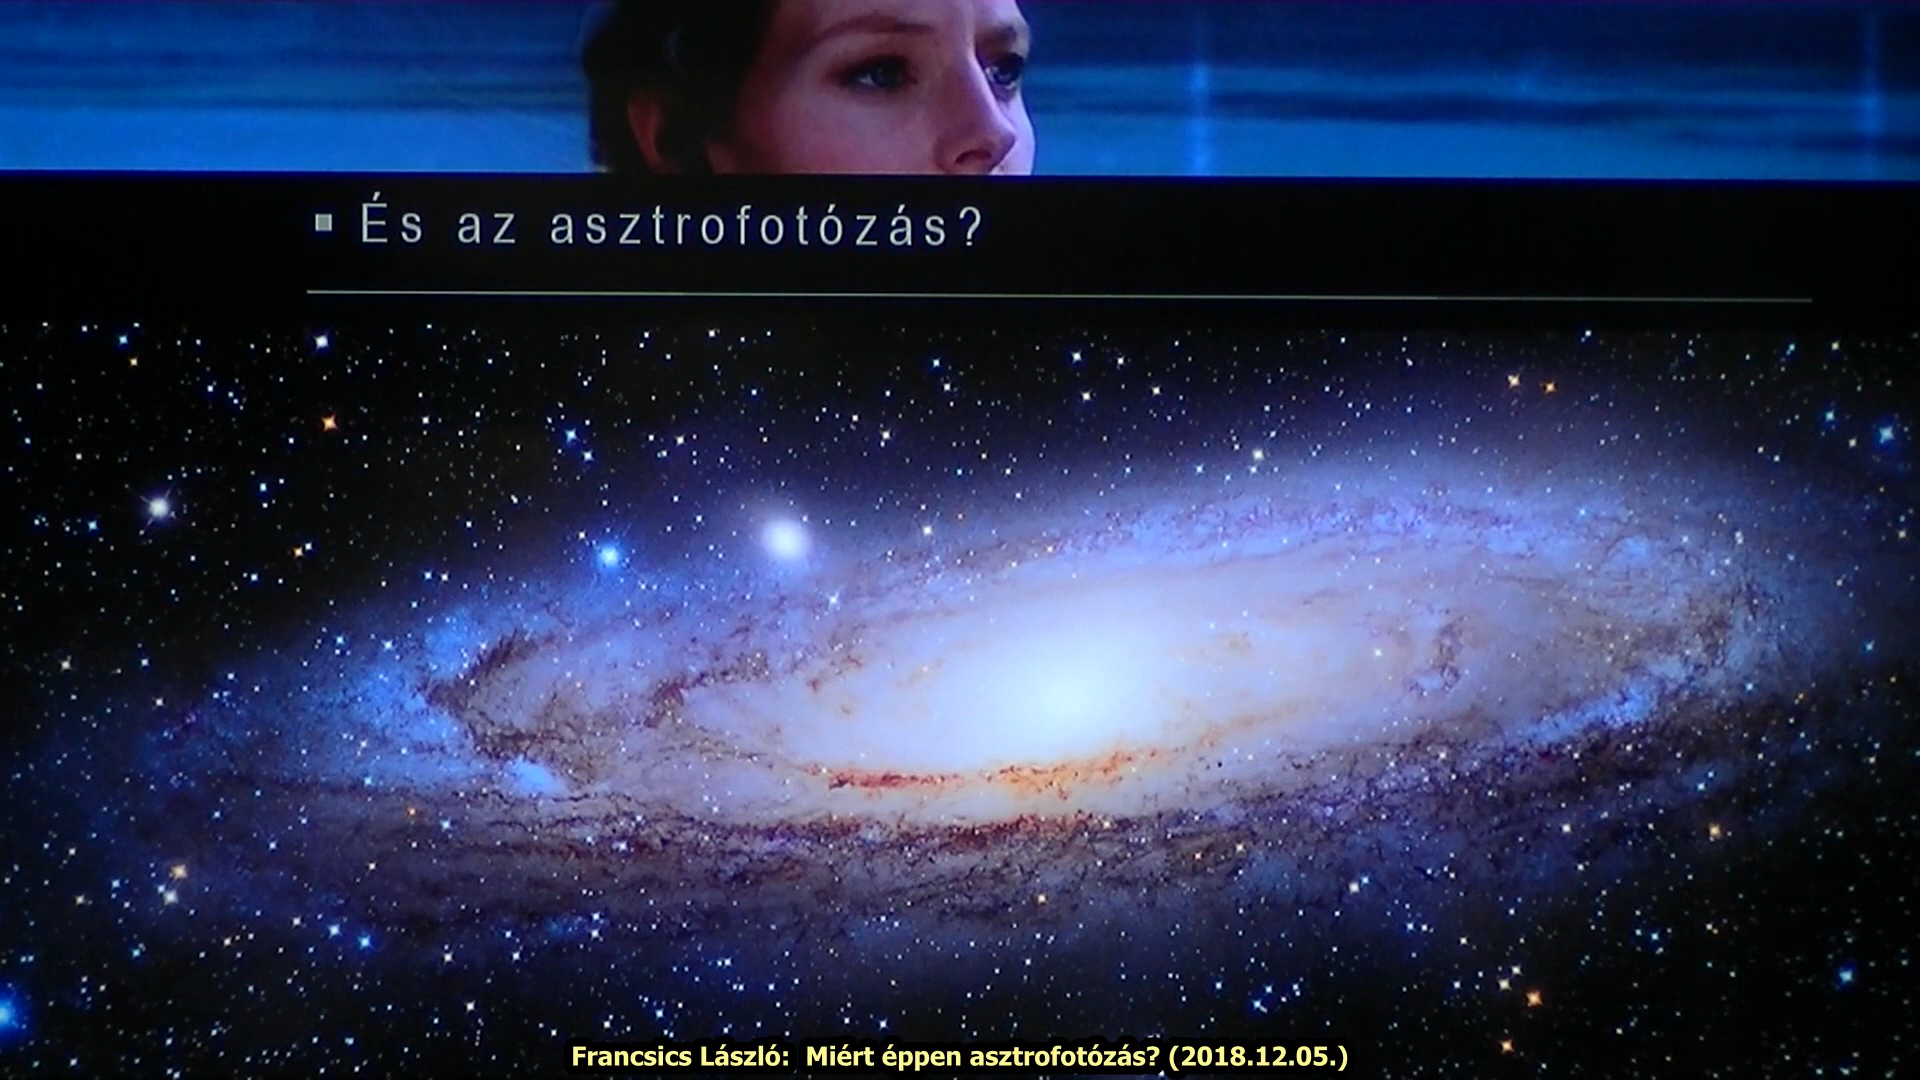 És az asztrofotózás?
Francsics László: Miért éppen asztrofotózás? (2018.12.05.)